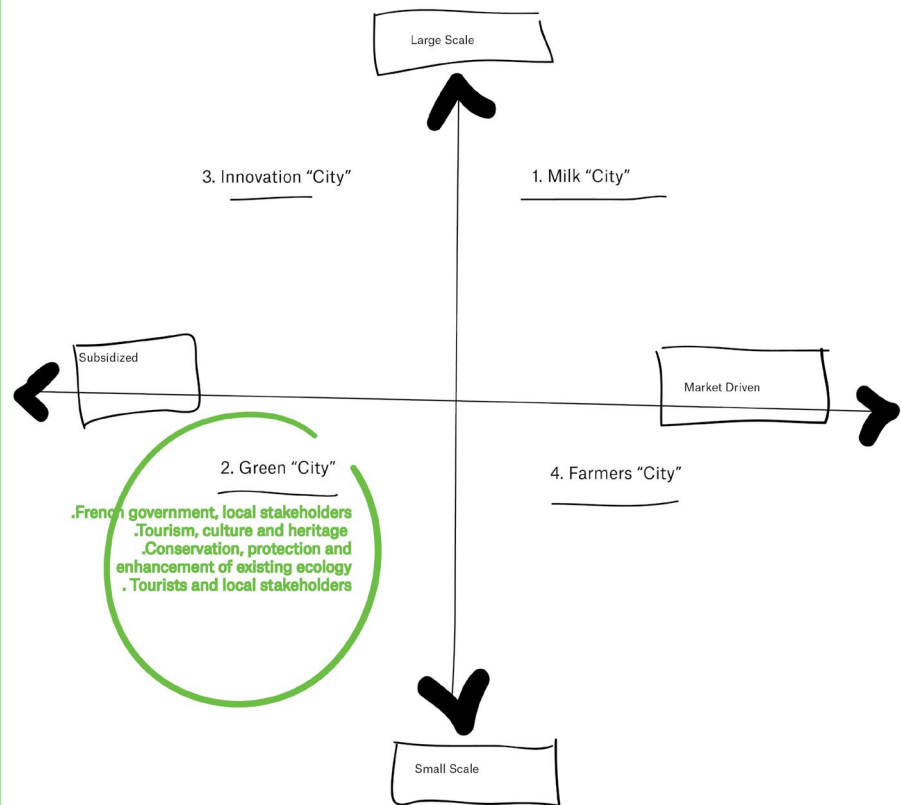 Large Scale
3. Innovation “City”
1. Milk “City”
Subsidized
Market Driven
2. Green “City”
.French government, local stakeholders
.Tourism, culture and heritage
.Conservation, protection and
enhancement of existing ecology
. Tourists and local stakeholders
4. Farmers “City”
Small Scale